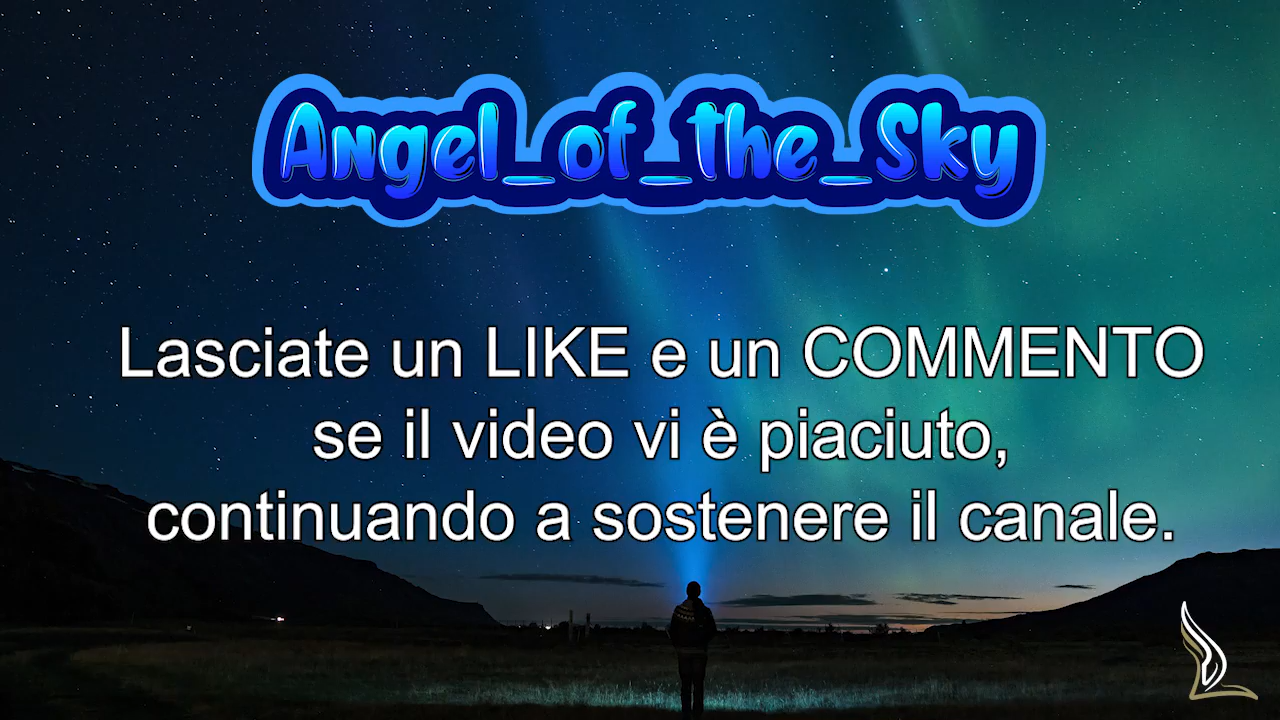 Angel_of_the_Sky
Lasciate un LIKE e un COMMENTO
se il video vi è piaciuto,
continuando a sostenere il canale.